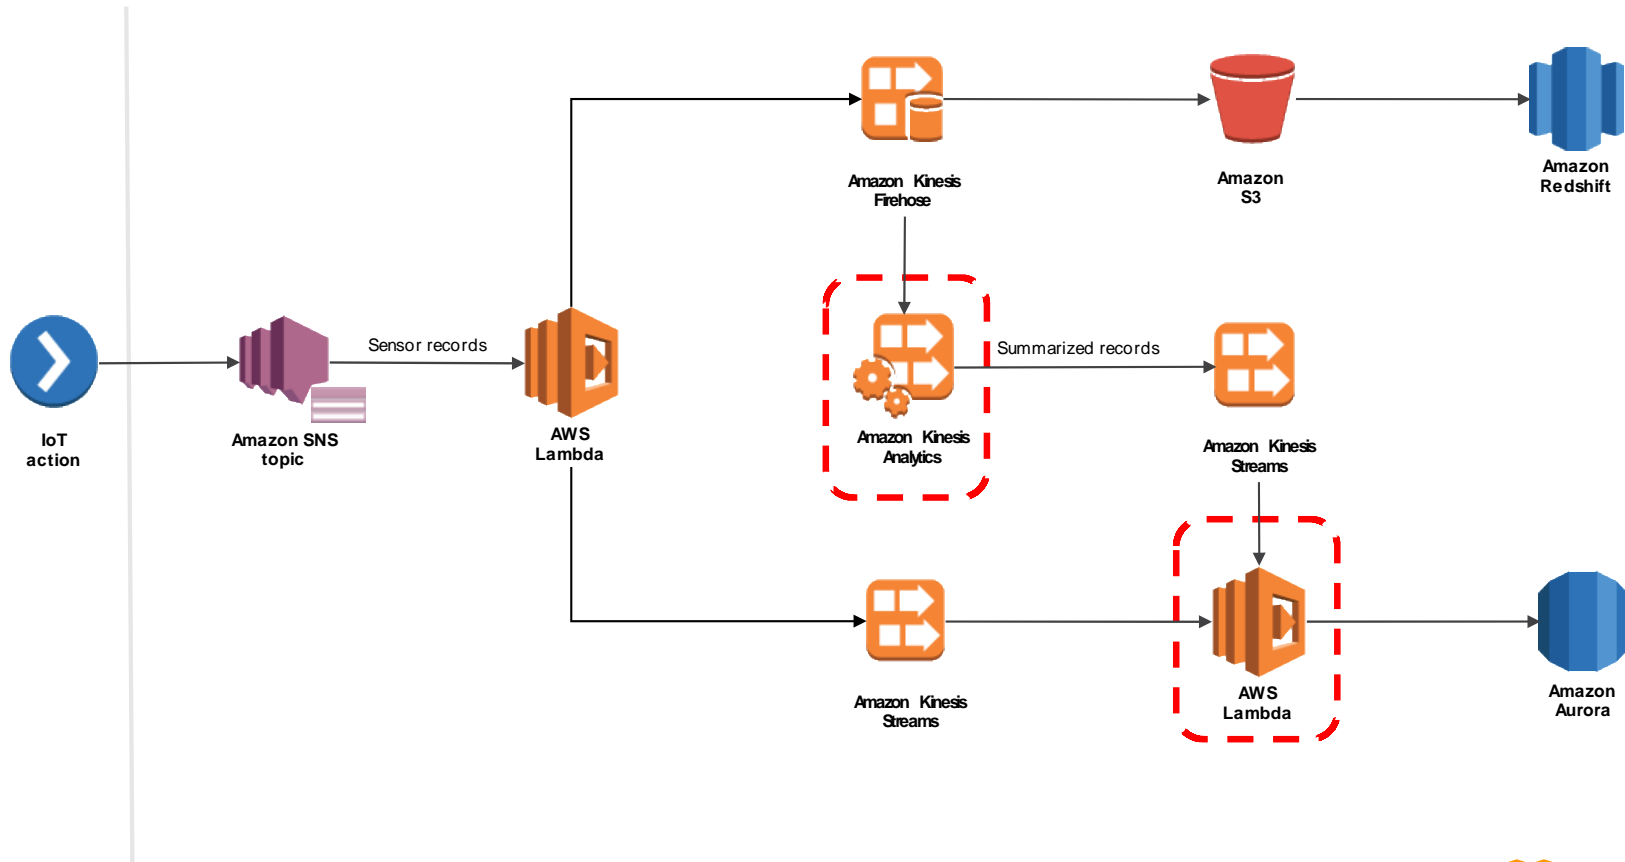 Amazon Kinesis
Firehose
Amazon
S3
Amazon
Redshift
IoT
action
Amazon SNS
topic
Sensor records
AWS
Lambda
Amazon Kinesis
Analytics
Summarized records
Amazon Kinesis
Streams
Amazon Kinesis
Streams
AWS
Lambda
Amazon
Aurora